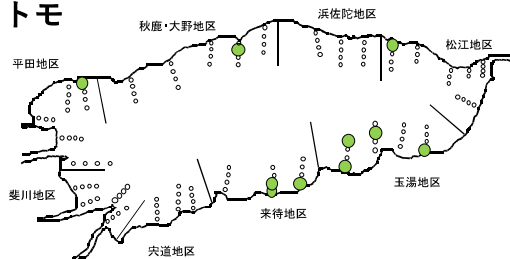 トモ
浜佐陀地区
秋鹿・大野地区
松江地区
平田地区
玉湯地区
斐川地区
来待地区
宍道地区